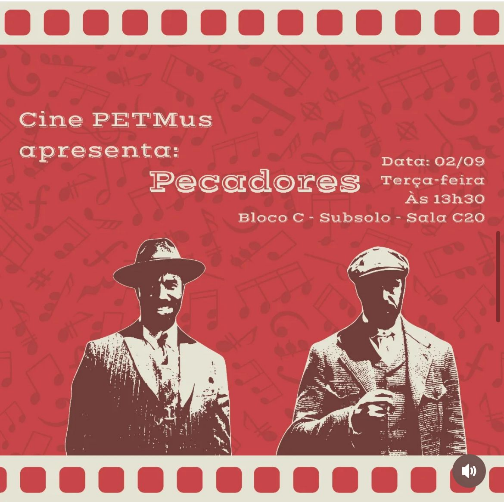 Cine PETMus
apresenta:
Pecadores
Data: 02/09
Terça-feira
Às 13h30
Bloco C - Subsolo - Sala C20